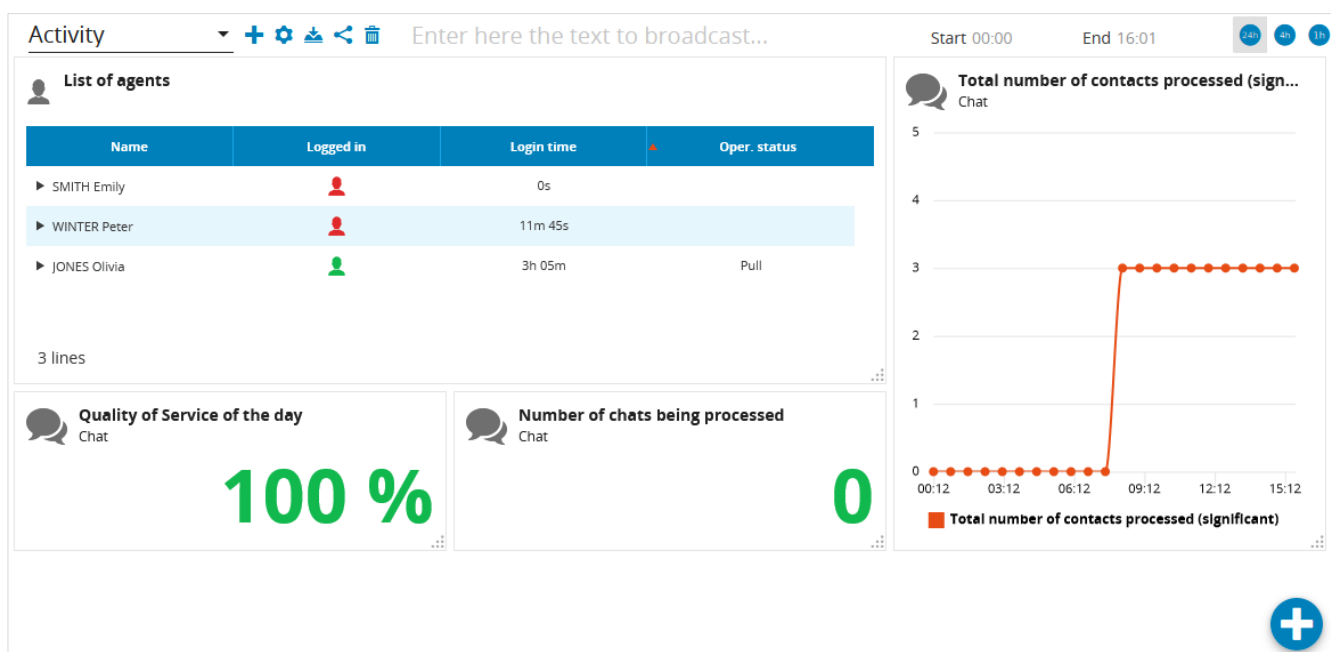 Activity
Enter here the text to broadcast...
Start 00:00 End 16:01 24h 4h 1h
List of agents
Name Logged in Login time Oper. status
SMITH Emily 0s
WINTER Peter 11m 45s
JONES Olivia 3h 05m Pull
3 lines
Quality of Service of the day
Chat
100 %
Number of chats being processed
Chat
0
Total number of contacts processed (sign...
Chat
5
4
3
2
1
0
00:12 03:12 06:12 09:12 12:12 15:12
Total number of contacts processed (significant)